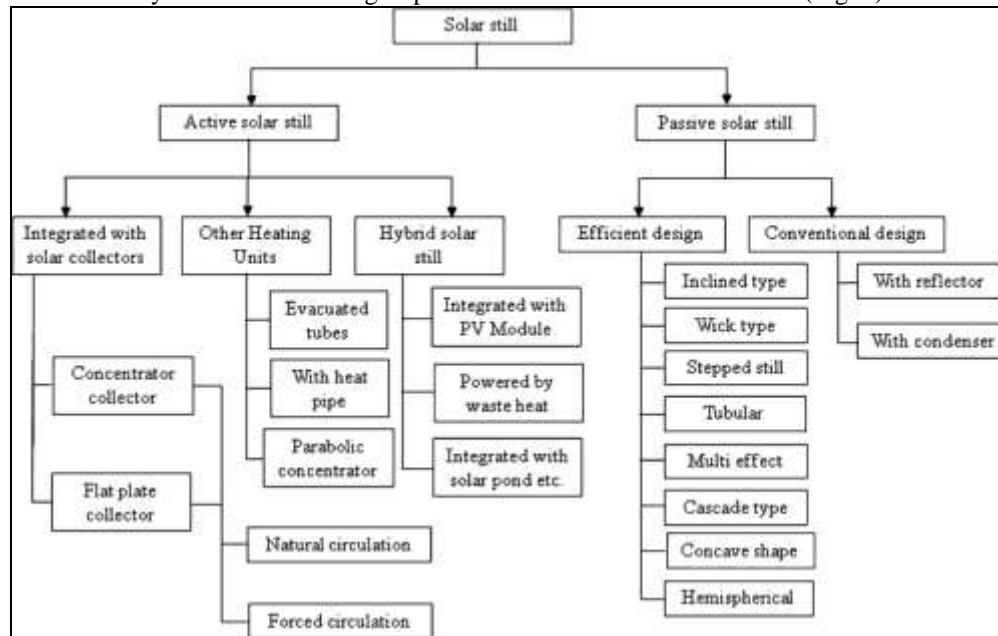 Solar still
Active solar still
Passive solar still
Integrated with
solar collectors
Other Heating
Units
Hybrid solar
still
Efficient design
Conventional design
Evacuated
tubes
With heat
pipe
Parabolic
concentrator
Integrated with
PV Module
Powered by
waste heat
Integrated with
solar pond etc.
Concentrator
collector
Flat plate
collector
Natural circulation
Forced circulation
Inclined type
Wick type
Stepped still
Tubular
Multi effect
Cascade type
Concave shape
Hemispherical
With reflector
With condenser